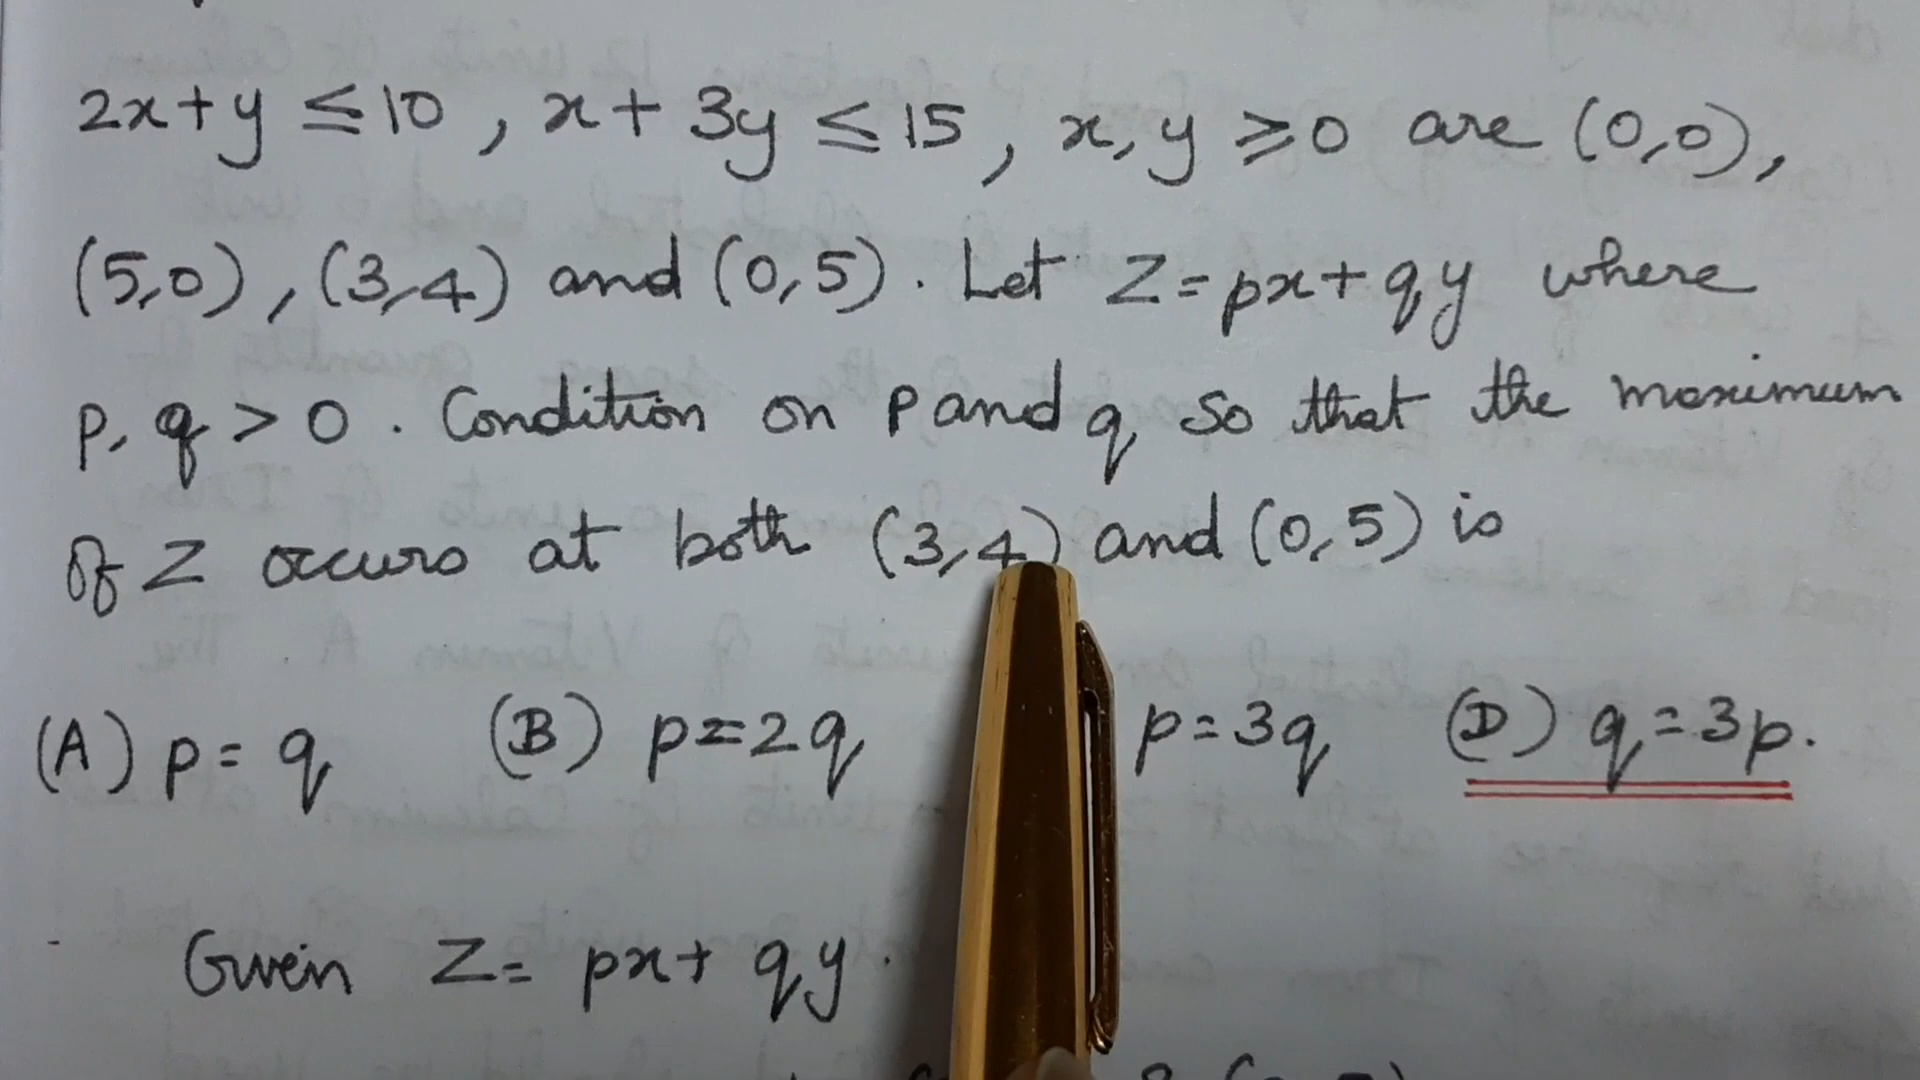 2x+y ≤ 10, x+3y ≤ 15, x, y ≥ 0 are (0,0),
(5,0), (3,4) and (0,5). Let Z = px + qy where
p, q > 0. Condition on p and q so that the maximum
of Z occurs at both (3,4) and (0,5) is
(A) p = q (B) p = 2q p = 3q (D) q = 3p.
Given Z = px + qy.